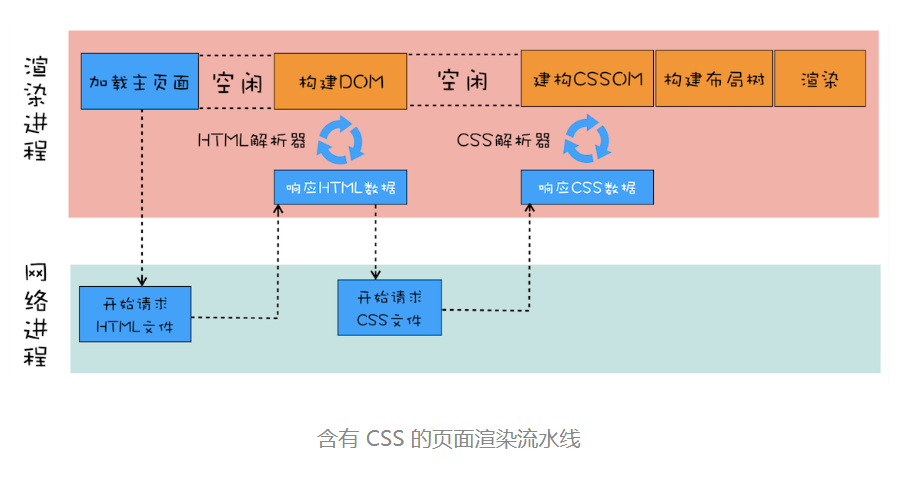 渲染进程
加载主页面
空闲
构建DOM
空闲
建构CSSOM
构建布局树
渲染
HTML解析器
CSS解析器
响应HTML数据
响应CSS数据
网络进程
开始请求
HTML文件
开始请求
CSS文件
含有 CSS 的页面渲染流水线